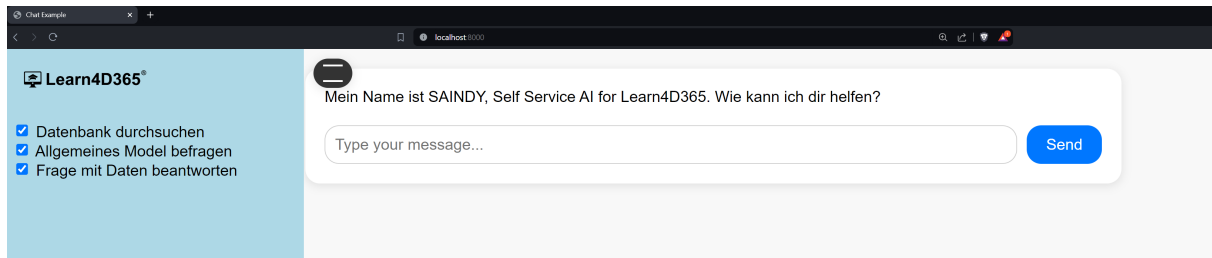 Chat Example
localhost:8000
Learn4D365®
Datenbank durchsuchen
Allgemeines Model befragen
Frage mit Daten beantworten
Mein Name ist SAINDY, Self Service AI for Learn4D365. Wie kann ich dir helfen?
Type your message...
Send